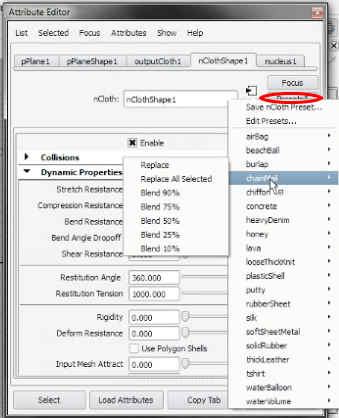 Attribute Editor
List Selected Focus Attributes Show Help
pPlane1 pPlaneShape1 outputCloth1 nClothShape1 nucleus1
Focus
nCloth: nClothShape1
Save nCloth Preset...
Edit Presets...
airBag
beachBall
burlap
chainMail
chiffon
concrete
heavyDenim
honey
lava
looseThickKnit
plasticShell
putty
rubberSheet
silk
softSheetMetal
solidRubber
thickLeather
tshirt
waterBalloon
waterVolume
Enable
Collisions
Dynamic Properties
Replace
Replace All Selected
Blend 90%
Blend 75%
Blend 50%
Blend 25%
Blend 10%
Stretch Resistance
Compression Resistance
Bend Resistance
Bend Angle Dropoff
Shear Resistance
Restitution Angle 360.000
Restitution Tension 1000.000
Rigidity 0.000
Deform Resistance 0.000
Use Polygon Shells
Input Mesh Attract 0.000
Select Load Attributes Copy Tab